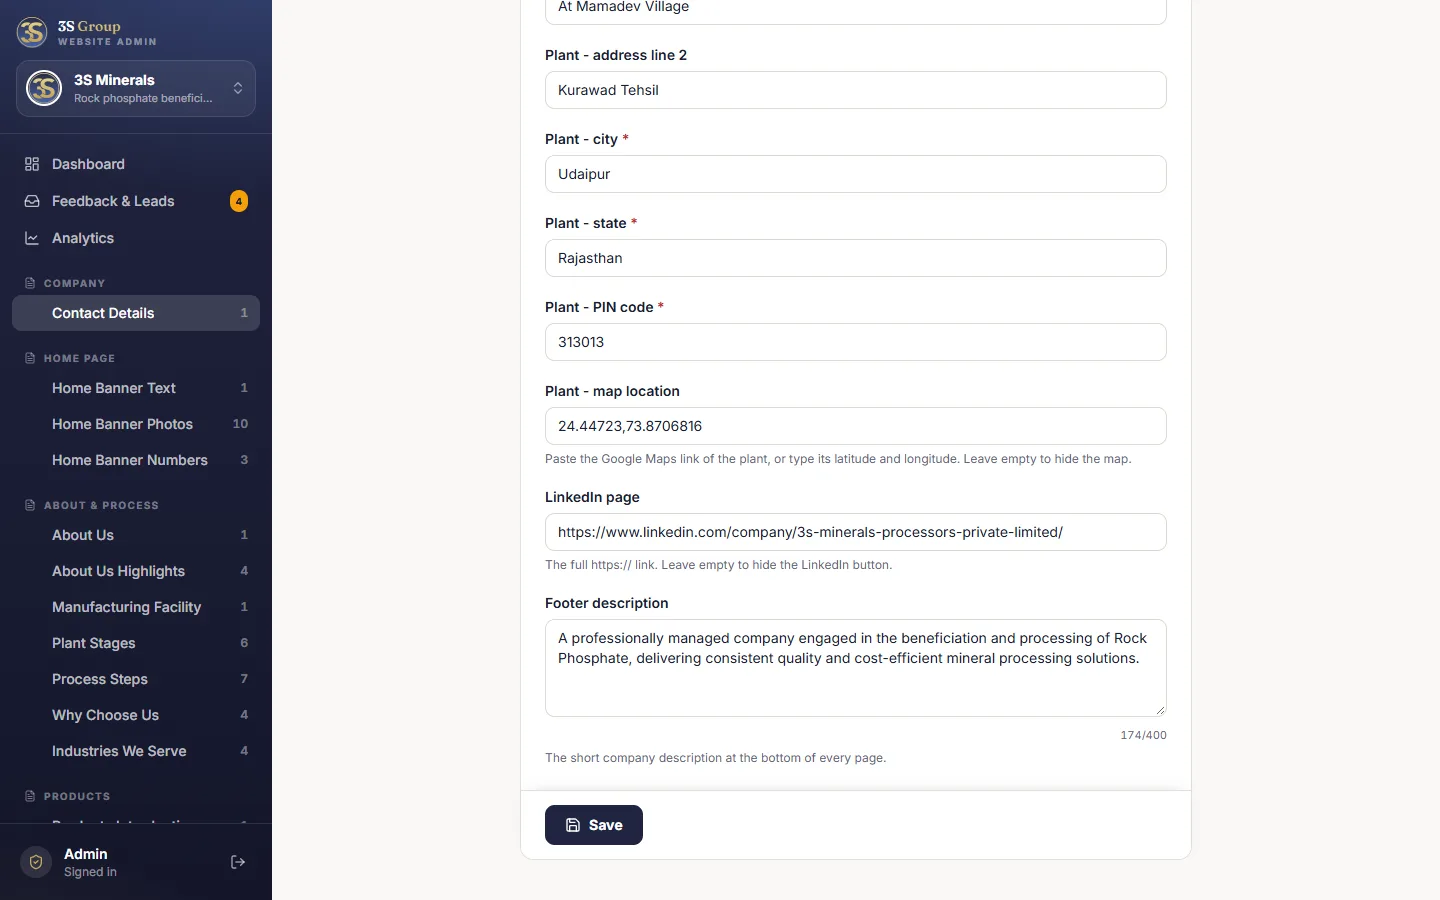 3S Group
WEBSITE ADMIN
3S Minerals
Rock phosphate benefici...
Dashboard
Feedback & Leads 4
Analytics
COMPANY
Contact Details 1
HOME PAGE
Home Banner Text 1
Home Banner Photos 10
Home Banner Numbers 3
ABOUT & PROCESS
About Us 1
About Us Highlights 4
Manufacturing Facility 1
Plant Stages 6
Process Steps 7
Why Choose Us 4
Industries We Serve 4
PRODUCTS
Admin
Signed in
At Mamadev Village
Plant - address line 2
Kurawad Tehsil
Plant - city *
Udaipur
Plant - state *
Rajasthan
Plant - PIN code *
313013
Plant - map location
24.44723,73.8706816
Paste the Google Maps link of the plant, or type its latitude and longitude. Leave empty to hide the map.
LinkedIn page
https://www.linkedin.com/company/3s-minerals-processors-private-limited/
The full https:// link. Leave empty to hide the LinkedIn button.
Footer description
A professionally managed company engaged in the beneficiation and processing of Rock
Phosphate, delivering consistent quality and cost-efficient mineral processing solutions.
174/400
The short company description at the bottom of every page.
Save